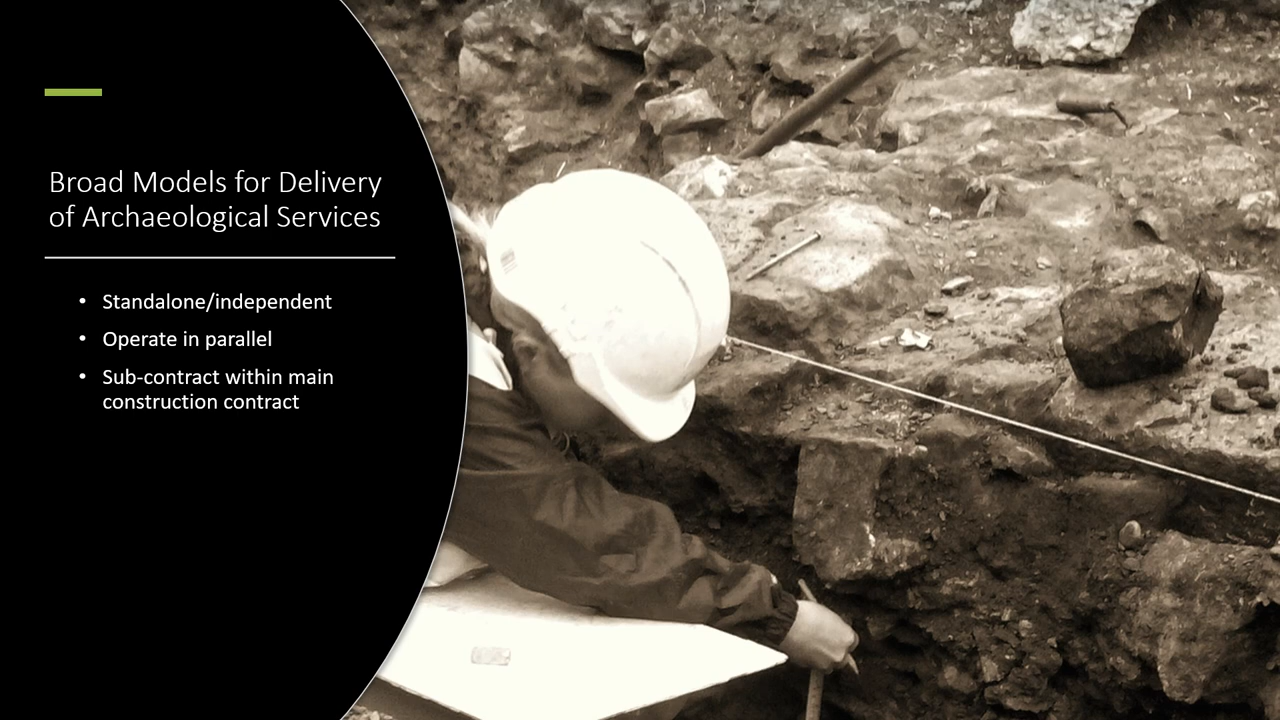 Broad Models for Delivery
of Archaeological Services
• Standalone/independent
• Operate in parallel
• Sub-contract within main
construction contract